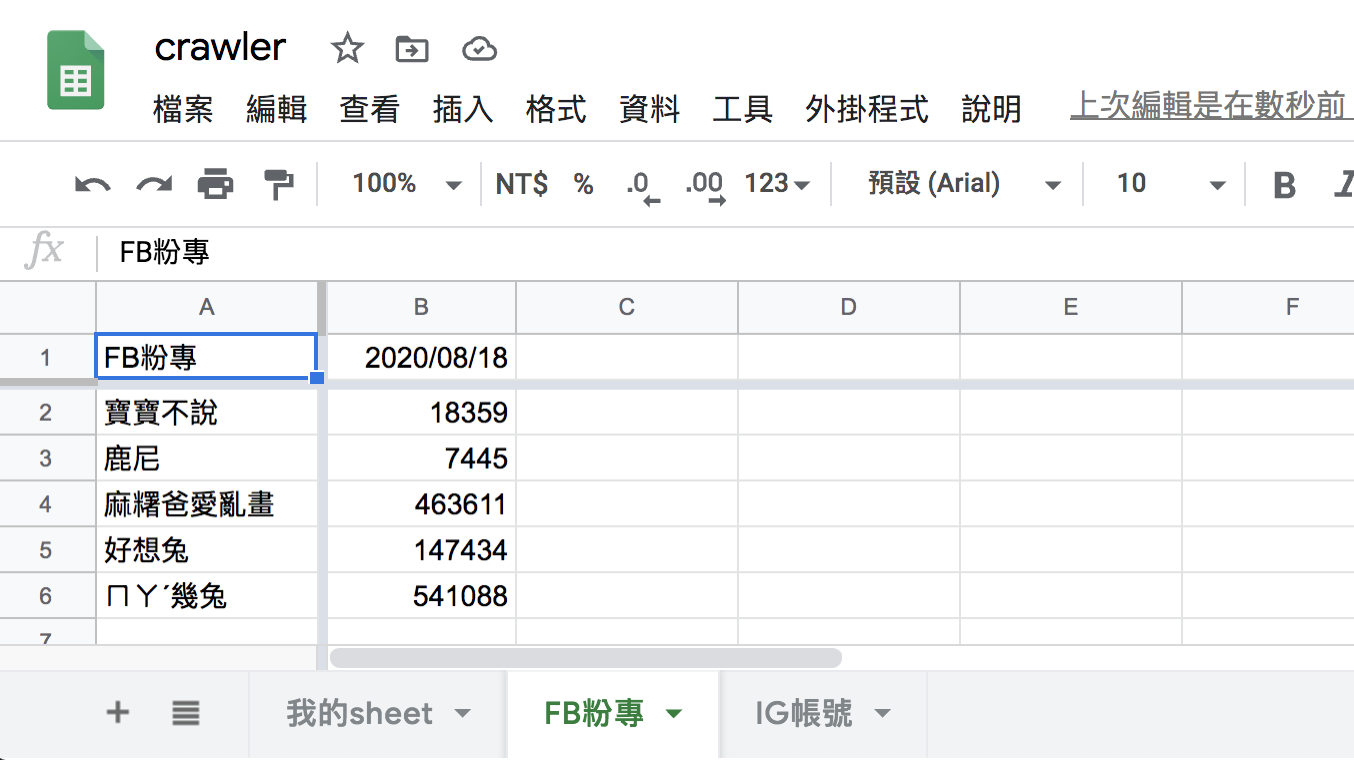 crawler
檔案 編輯 查看 插入 格式 資料 工具 外掛程式 說明 上次編輯是在數秒前
100% NT$ % .0 .00 123 預設 (Arial) 10 B I
fx FB粉專
A B C D E F
1 FB粉專 2020/08/18
2 寶寶不說 18359
3 鹿尼 7445
4 麻糬爸愛亂畫 463611
5 好想兔 147434
6 ㄇㄚˊ幾兔 541088
7
我的sheet FB粉專 IG帳號